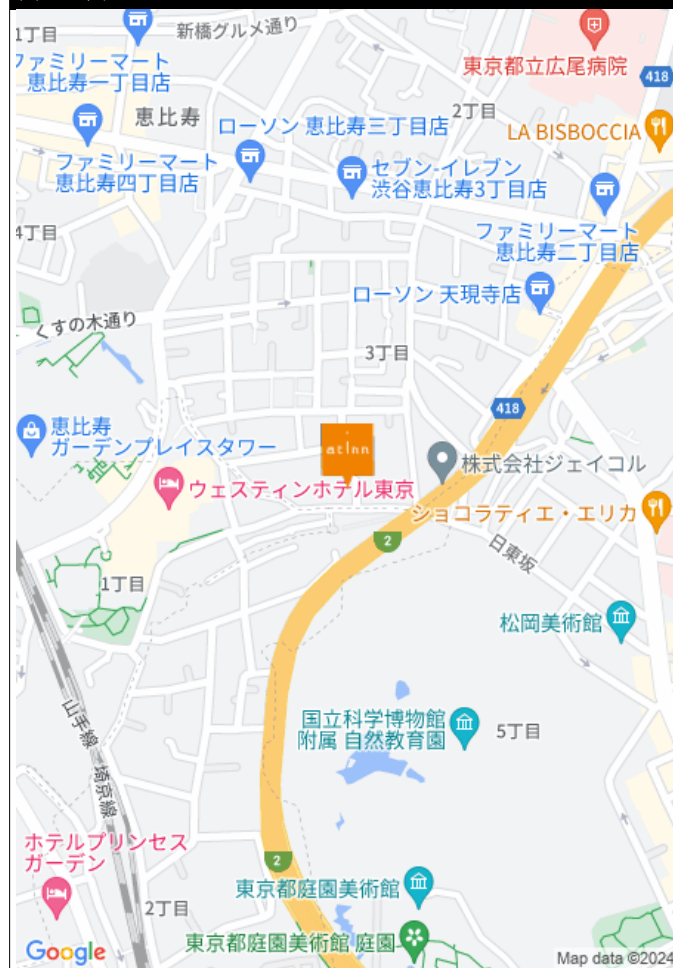 1丁目
新橋グルメ通り
ファミリーマート
恵比寿一丁目店
東京都立広尾病院
418
恵比寿
ローソン 恵比寿三丁目店
2丁目
LA BISBOCCIA
ファミリーマート
恵比寿四丁目店
セブン-イレブン
渋谷恵比寿3丁目店
4丁目
ファミリーマート
恵比寿二丁目店
ローソン 天現寺店
くすの木通り
3丁目
418
恵比寿
ガーデンプレイスタワー
at Inn
株式会社ジェイコル
ウェスティンホテル東京
ショコラティエ・エリカ
2
日東坂
1丁目
松岡美術館
山手線
埼京線
国立科学博物館
附属 自然教育園
5丁目
ホテルプリンセス
ガーデン
2
東京都庭園美術館
2丁目
東京都庭園美術館 庭園
Google
Map data ©2024